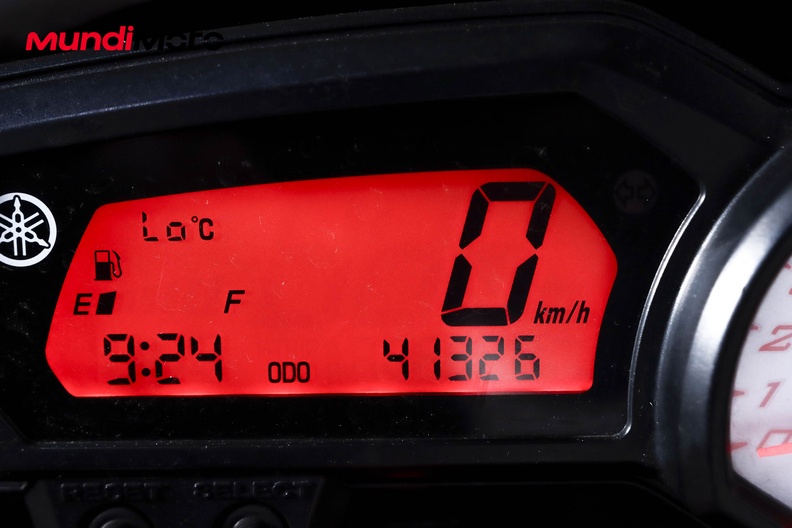 MundiMoto
Lo°C
0
km/h
E F
9:24 ODO 41326
2
1
0
RESET SELECT